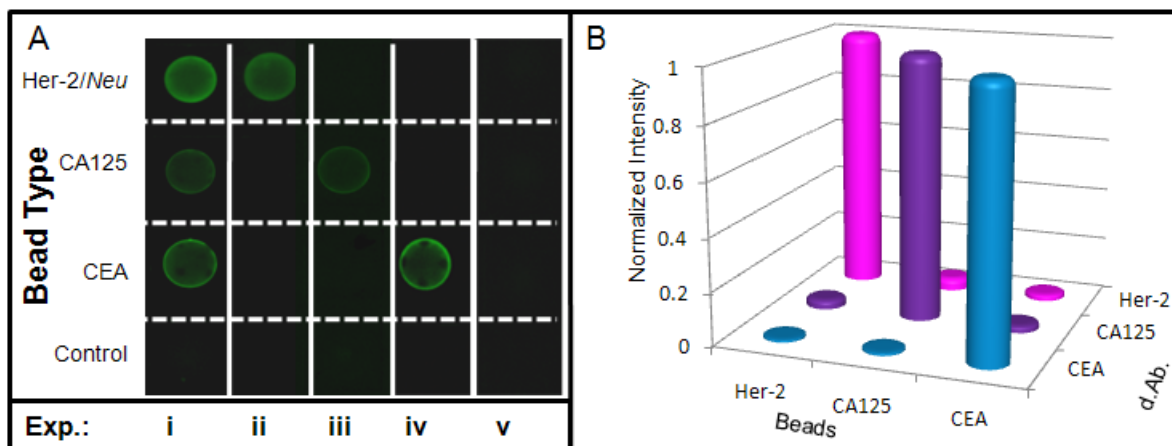 A
Her-2/Neu
CA125
CEA
Control
Bead Type
Exp.: i ii iii iv v
B
Normalized Intensity
1
0.8
0.6
0.4
0.2
0
Her-2
CA125
CEA
Beads
Her-2
CA125
CEA
d.Ab.